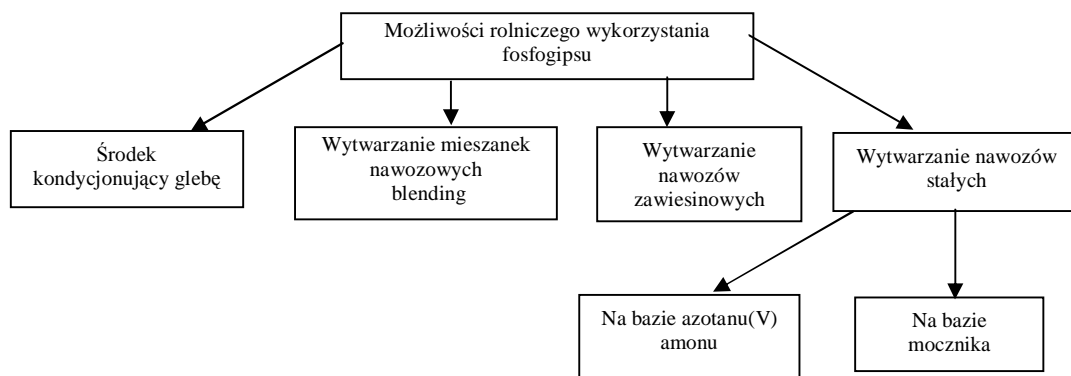 Możliwości rolniczego wykorzystania
fosfogipsu
Środek
kondycjonujący glebę
Wytwarzanie mieszanek
nawozowych
blending
Wytwarzanie
nawozów
zawiesinowych
Wytwarzanie nawozów
stałych
Na bazie azotanu(V)
amonu
Na bazie
mocznika